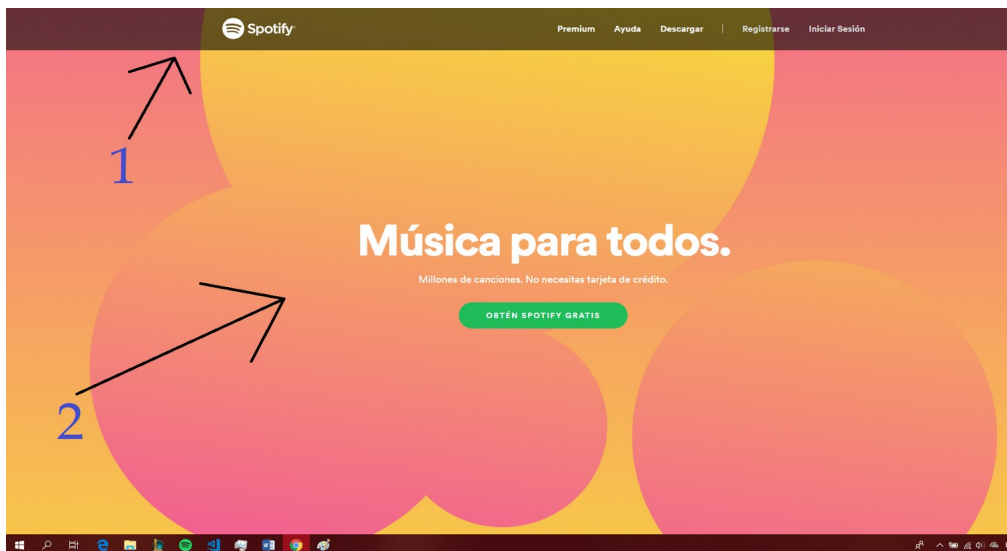 Spotify
Premium Ayuda Descargar | Registrarse Iniciar Sesión
1
Música para todos.
Millones de canciones. No necesitas tarjeta de crédito.
OBTÉN SPOTIFY GRATIS
2